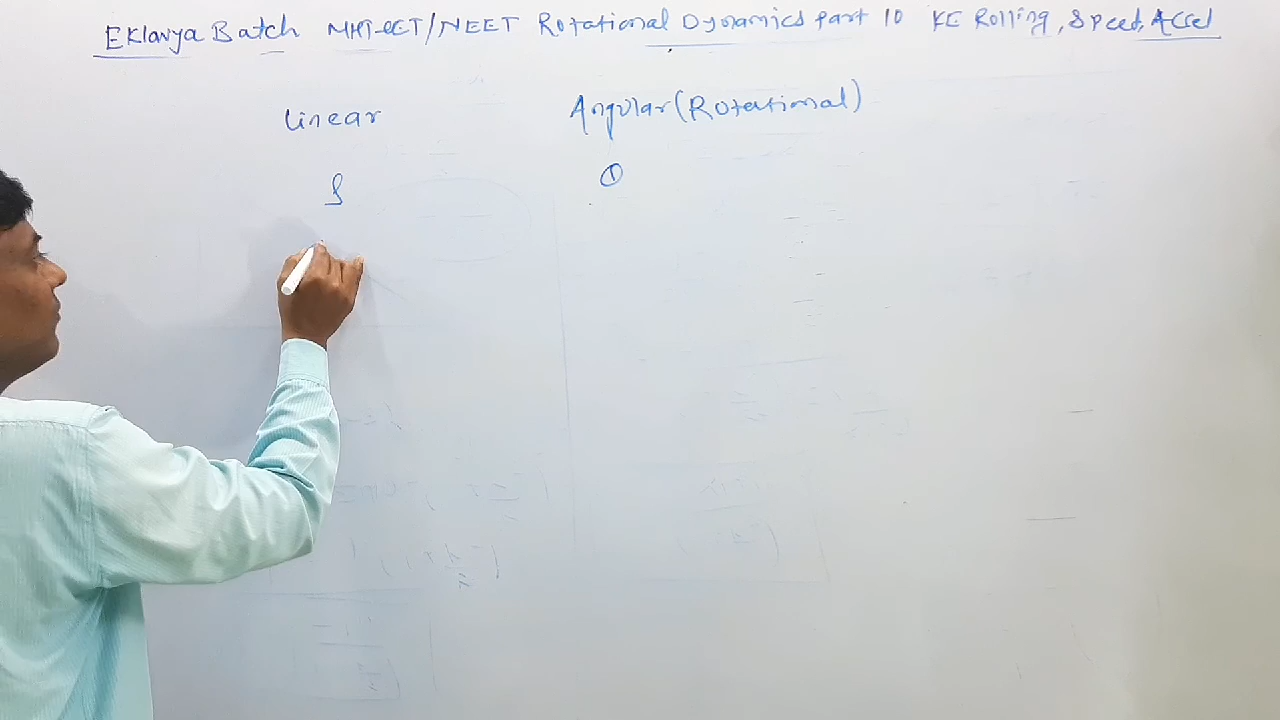 Eklavya Batch MHT-CET/NEET Rotational Dynamics Part 10 KE Rolling, Speed, Accel
Linear Angular (Rotational)
S